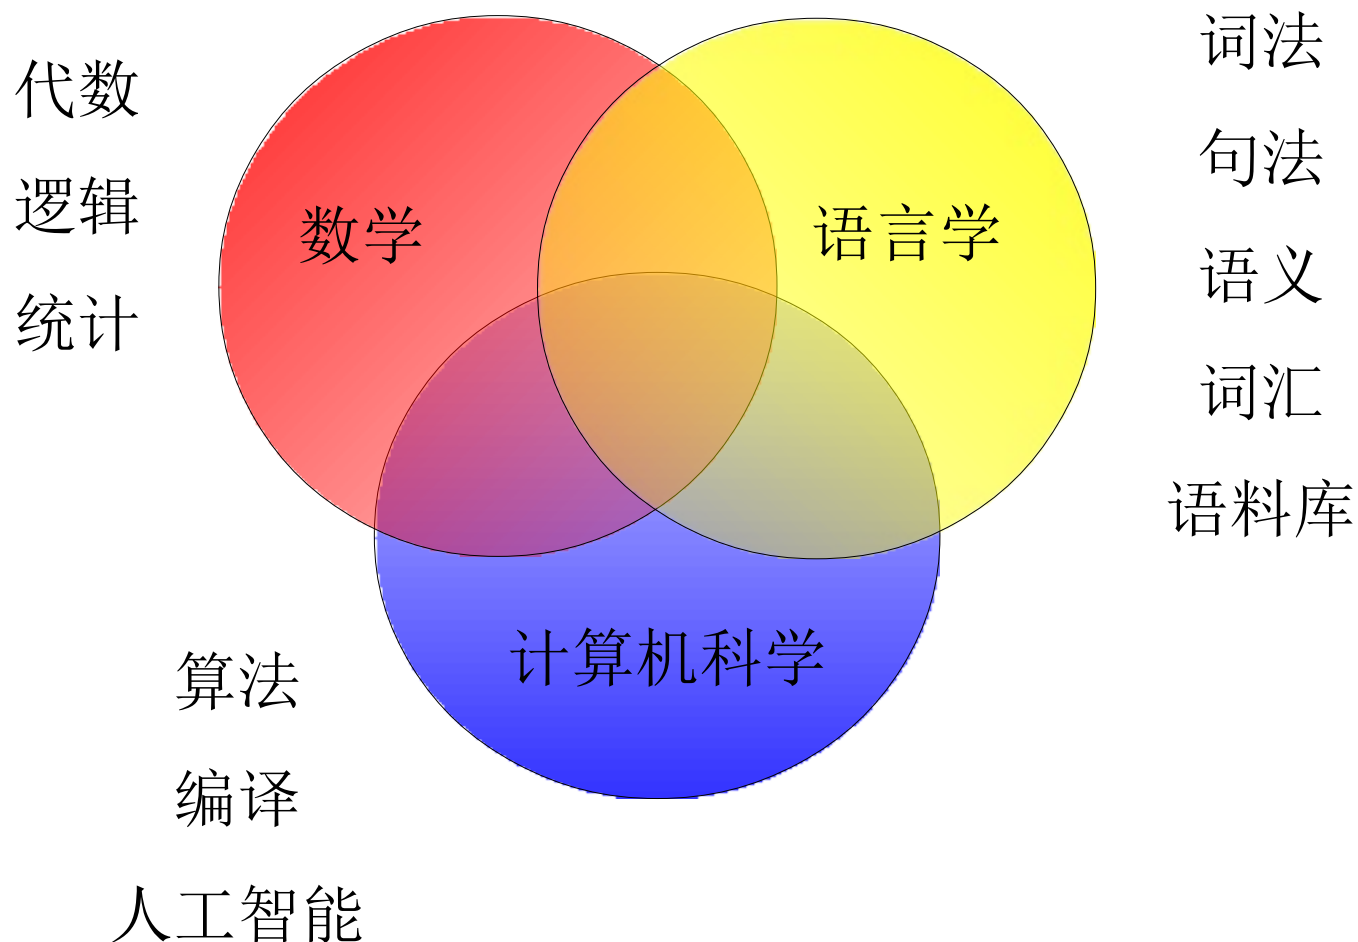 代数
逻辑
统计
数学
语言学
词法
句法
语义
词汇
语料库
计算机科学
算法
编译
人工智能